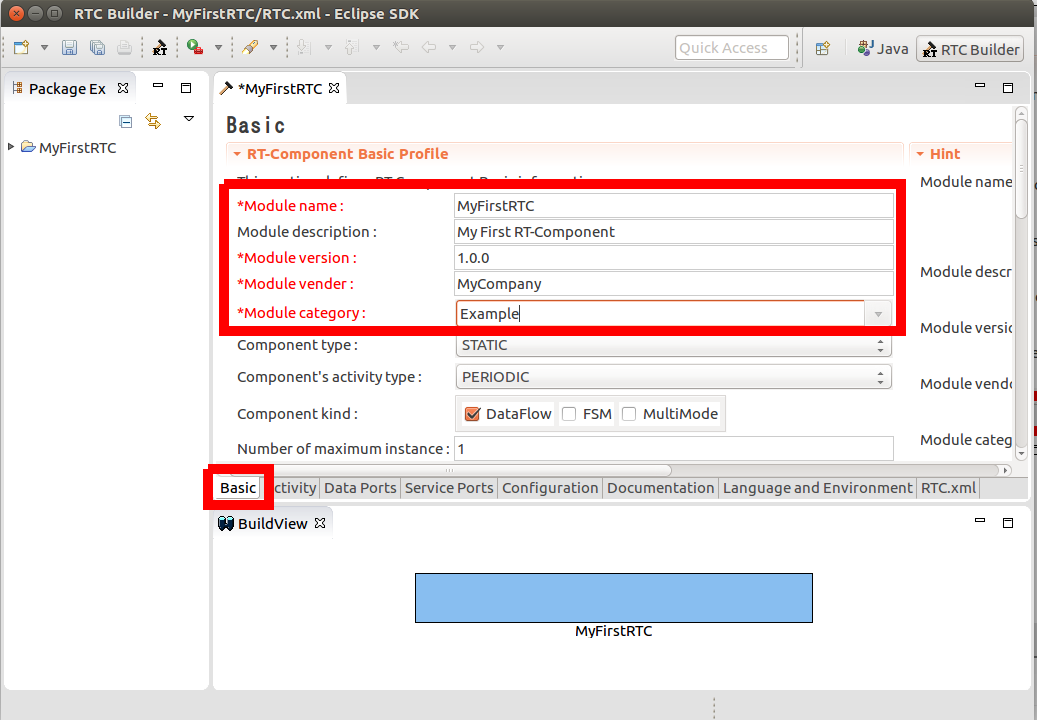 RTC Builder - MyFirstRTC/RTC.xml - Eclipse SDK
Quick Access
Java
RTC Builder
Package Ex
*MyFirstRTC
MyFirstRTC
Basic
RT-Component Basic Profile
Hint
*Module name :
MyFirstRTC
Module name
Module description :
My First RT-Component
*Module version :
1.0.0
*Module vender :
MyCompany
Module descr
*Module category :
Example
Module versio
Component type :
STATIC
Component's activity type :
PERIODIC
Module vendo
Component kind :
DataFlow
FSM
MultiMode
Module categ
Number of maximum instance :
1
Basic
ctivity
Data Ports
Service Ports
Configuration
Documentation
Language and Environment
RTC.xml
BuildView
MyFirstRTC